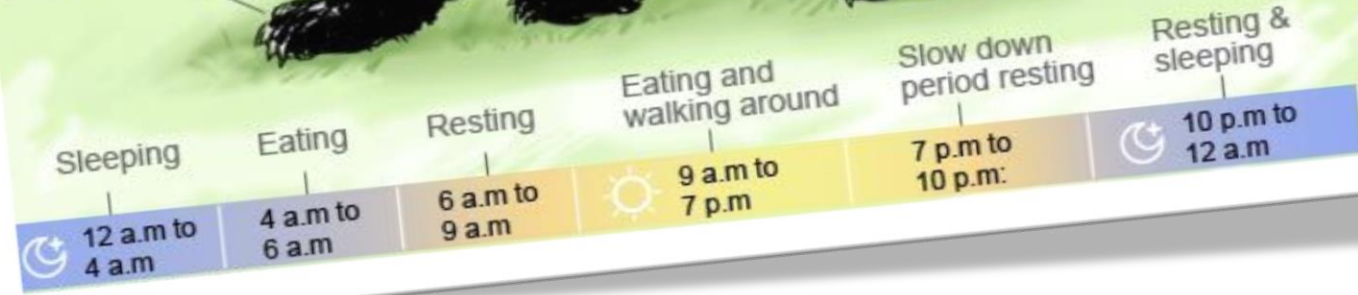 Sleeping
12 a.m to
4 a.m
Eating
4 a.m to
6 a.m
Resting
6 a.m to
9 a.m
Eating and
walking around
9 a.m to
7 p.m
Slow down
period resting
7 p.m to
10 p.m:
Resting &
sleeping
10 p.m to
12 a.m